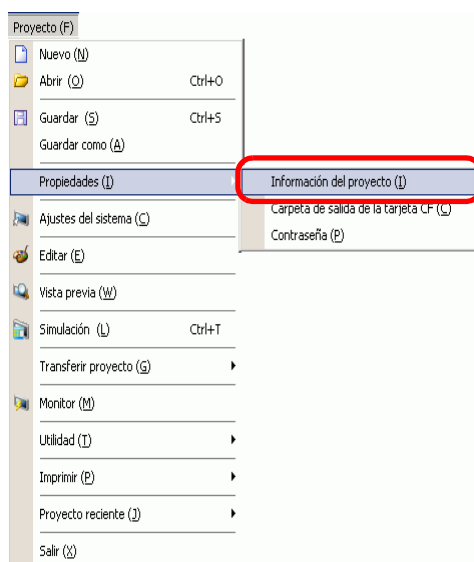 Proyecto (F)
Nuevo (N)
Abrir (O) Ctrl+O
Guardar (S) Ctrl+S
Guardar como (A)
Propiedades (I)
Información del proyecto (I)
Ajustes del sistema (C)
Carpeta de salida de la tarjeta CF (C)
Contraseña (P)
Editar (E)
Vista previa (W)
Simulación (L) Ctrl+T
Transferir proyecto (G)
Monitor (M)
Utilidad (T)
Imprimir (P)
Proyecto reciente (J)
Salir (X)